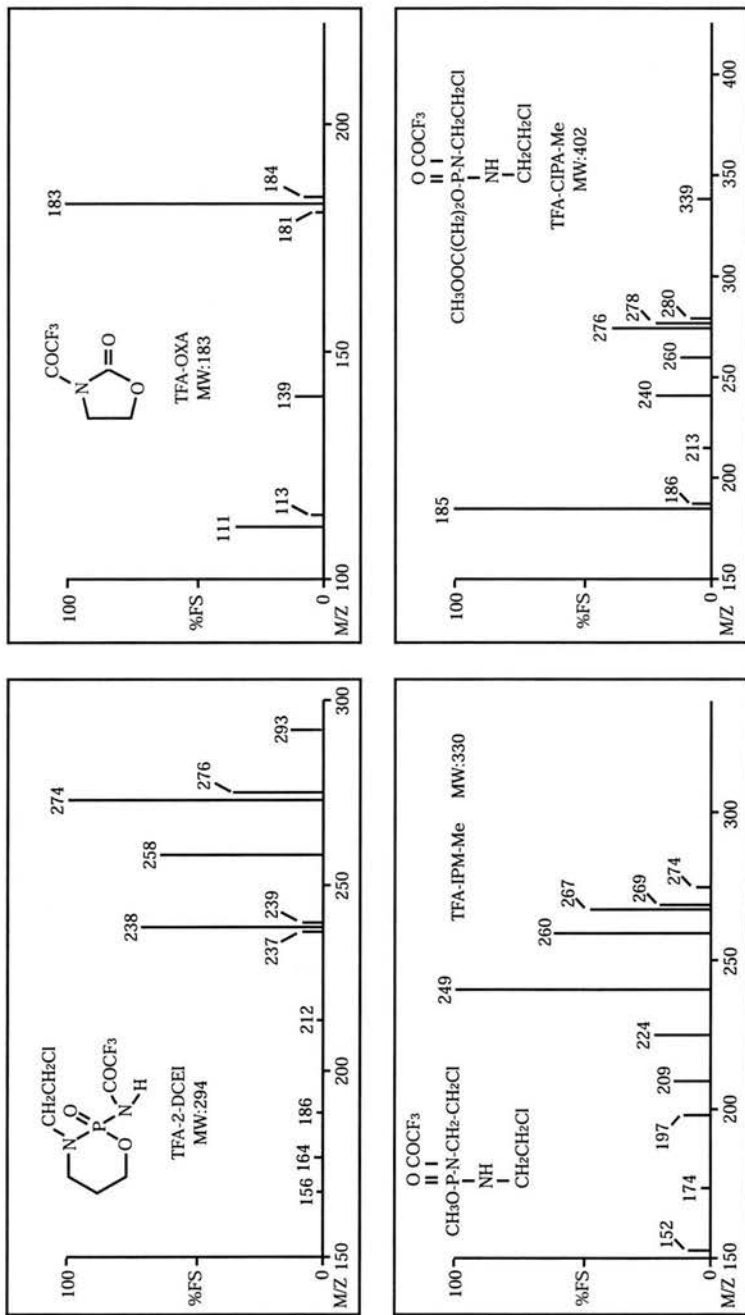 100
%FS
0
M/Z 150
200
250
300
156
164
186
212
237
238
239
258
274
276
293
CH2CH2Cl
N
O
P
COCF3
N
O
H
TFA-2-DCEI
MW:294
100
%FS
0
M/Z
100
150
200
111
113
139
181
183
184
COCF3
N
O
O
TFA-OXA
MW:183
100
%FS
0
M/Z 150
200
250
300
152
174
197
209
224
249
260
267
269
274
O COCF3
CH3O-P-N-CH2-CH2Cl
NH
CH2CH2Cl
TFA-IPM-Me MW:330
100
%FS
0
M/Z
150
200
250
300
350
400
185
186
213
240
260
276
278
280
339
O COCF3
CH3OOC(CH2)2O-P-N-CH2CH2Cl
NH
CH2CH2Cl
TFA-CIPA-Me
MW:402